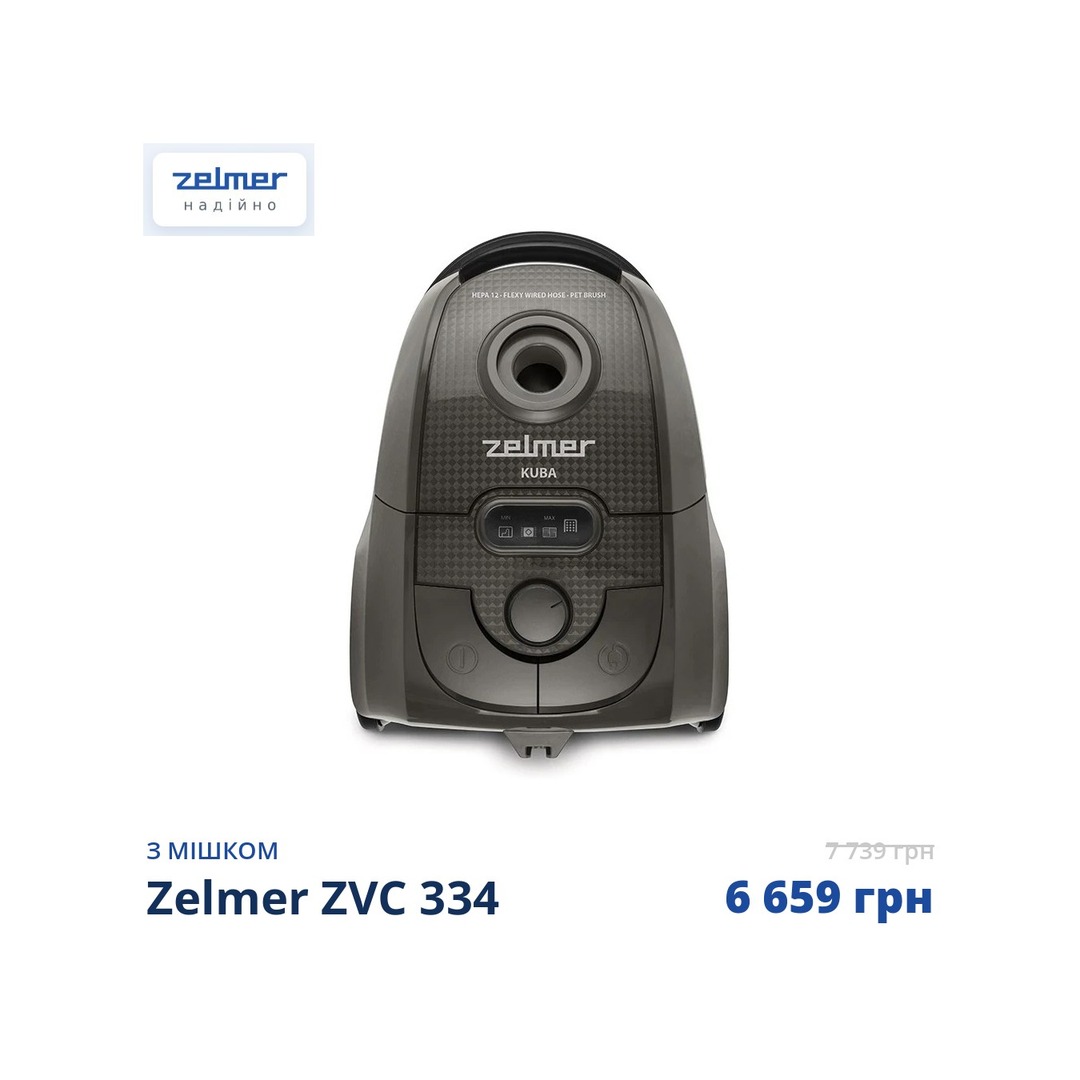 zelmer
надійно
HEPA 12 - FLEXY WIRED HOSE - PET BRUSH
zelmer
KUBA
MIN MAX
З МІШКОМ
7 739 грн
Zelmer ZVC 334
6 659 грн